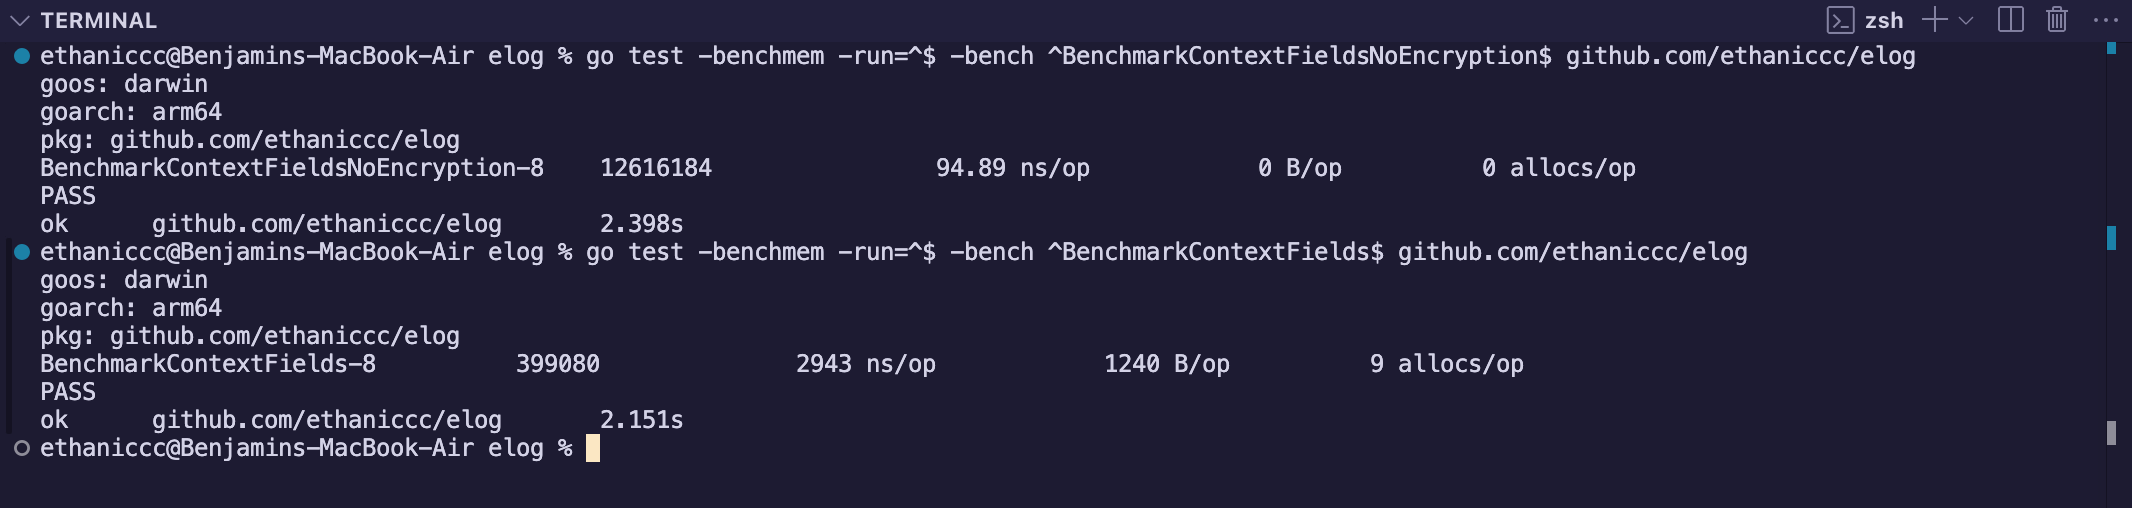 TERMINAL
zsh
ethaniccc@Benjamins-MacBook-Air elog % go test -benchmem -run=^$ -bench ^BenchmarkContextFieldsNoEncryption$ github.com/ethaniccc/elog
goos: darwin
goarch: arm64
pkg: github.com/ethaniccc/elog
BenchmarkContextFieldsNoEncryption-8    12616184                94.89 ns/op            0 B/op          0 allocs/op
PASS
ok      github.com/ethaniccc/elog       2.398s
ethaniccc@Benjamins-MacBook-Air elog % go test -benchmem -run=^$ -bench ^BenchmarkContextFields$ github.com/ethaniccc/elog
goos: darwin
goarch: arm64
pkg: github.com/ethaniccc/elog
BenchmarkContextFields-8          399080              2943 ns/op            1240 B/op          9 allocs/op
PASS
ok      github.com/ethaniccc/elog       2.151s
ethaniccc@Benjamins-MacBook-Air elog %